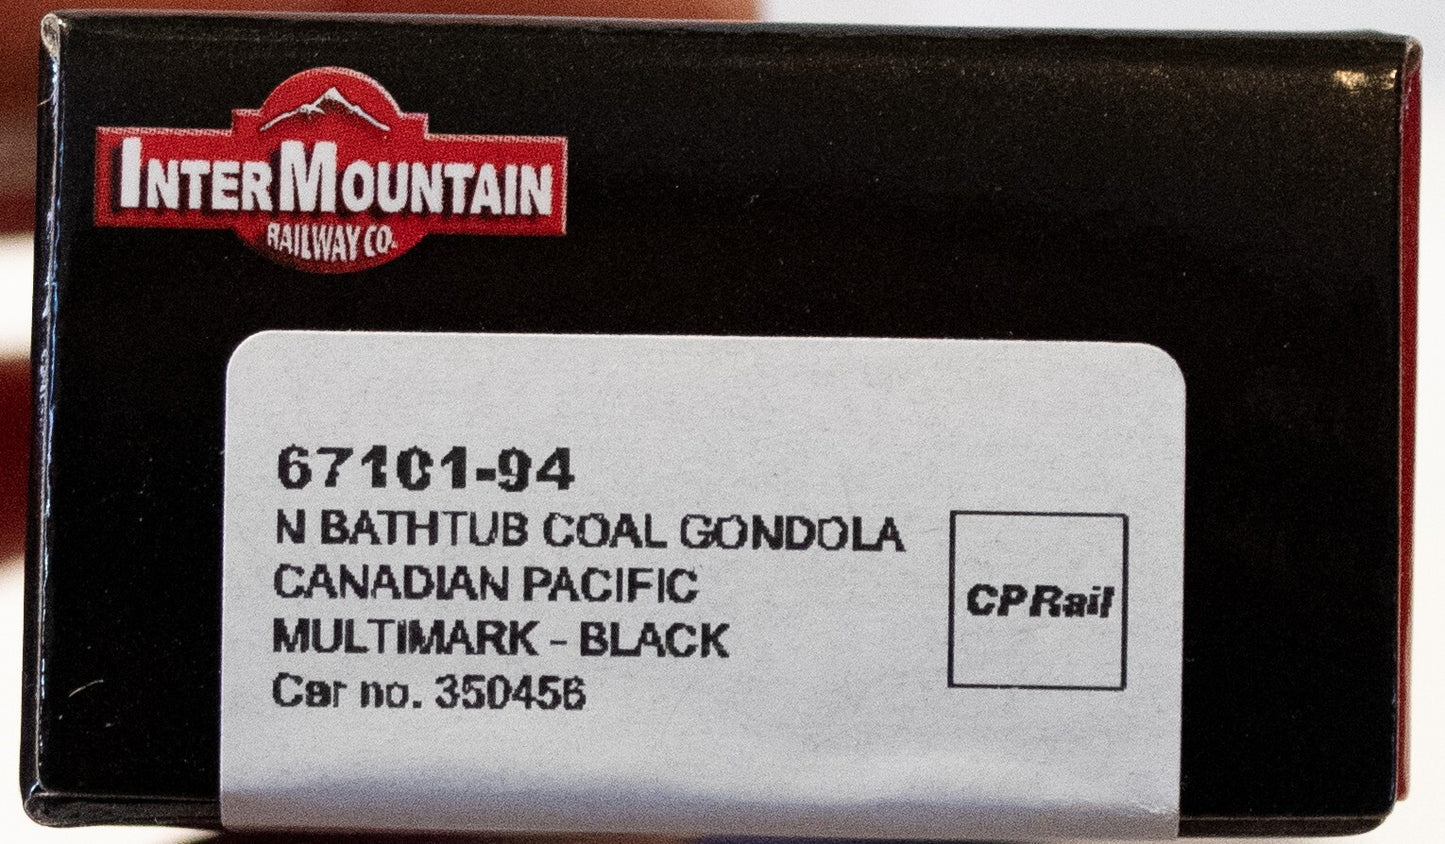 INTERMOUNTAIN
RAILWAY CO.
67101-94
N BATHTUB COAL GONDOLA
CANADIAN PACIFIC
MULTIMARK - BLACK
Car no. 350456
CP Rail